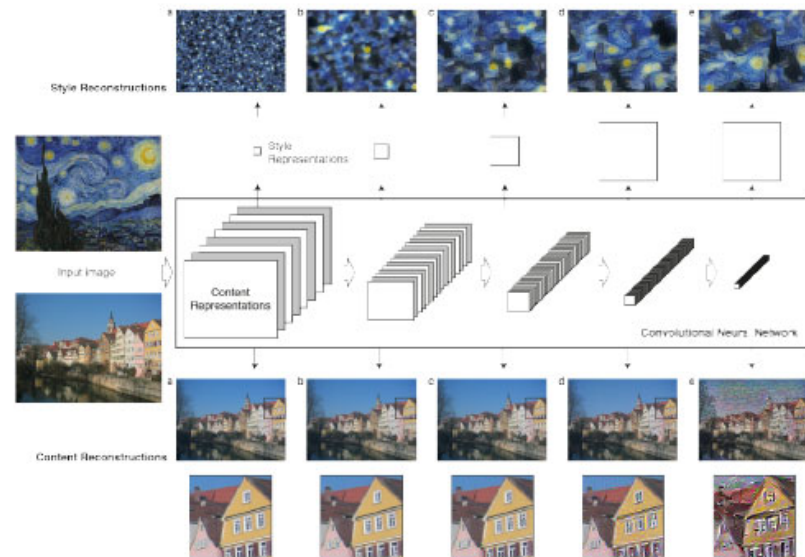 a b c d e
Style Reconstructions
Style
Representations
Input image
Content
Representations
Convolutional Neural Network
a b c d e
Content Reconstructions